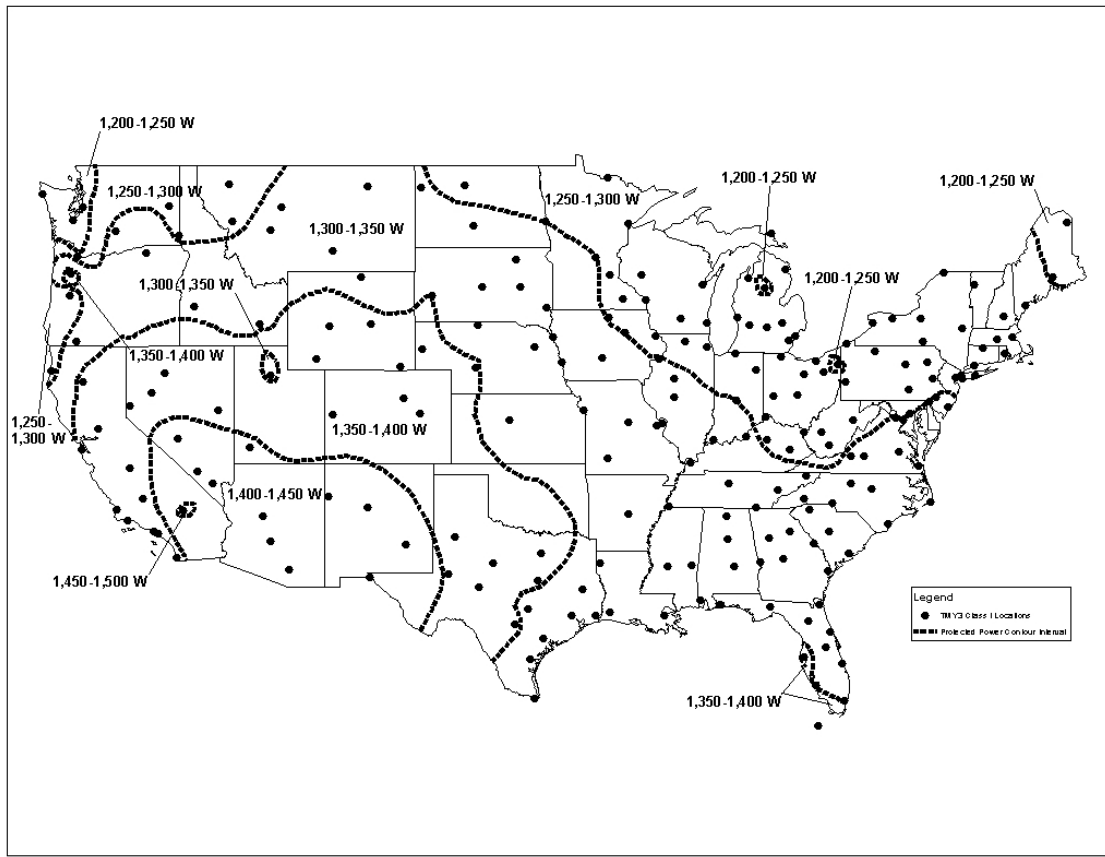 1,200-1,250 W
1,250-1,300 W
1,300-1,350 W
1,250-1,300 W
1,200-1,250 W
1,200-1,250 W
1,200-1,250 W
1,300-1,350 W
1,350-1,400 W
1,250-
1,300 W
1,350-1,400 W
1,400-1,450 W
1,450-1,500 W
1,350-1,400 W
Legend
TMY3 Class I Locations
Protected Power Contour Interval